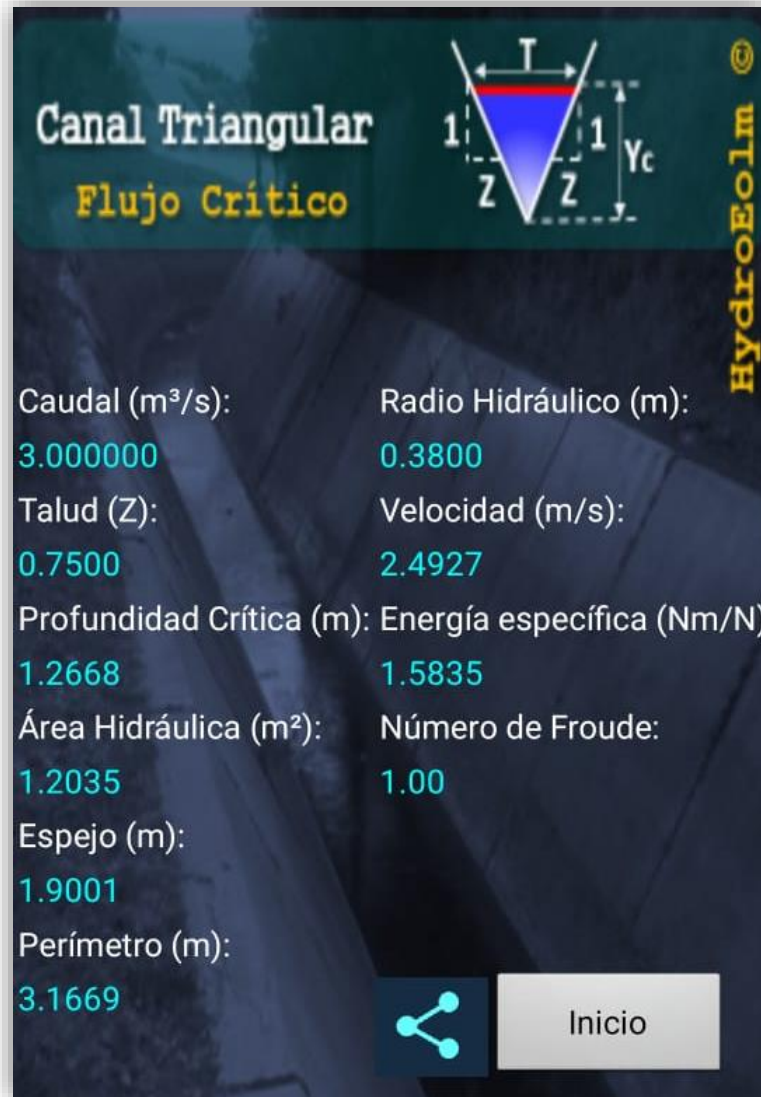 Canal Triangular
Flujo Crítico
T
1
1
Yc
Z
Z
HydroEolm ©
Caudal (m³/s):
3.000000
Talud (Z):
0.7500
Profundidad Crítica (m):
1.2668
Área Hidráulica (m²):
1.2035
Espejo (m):
1.9001
Perímetro (m):
3.1669
Radio Hidráulico (m):
0.3800
Velocidad (m/s):
2.4927
Energía específica (Nm/N)
1.5835
Número de Froude:
1.00
Inicio